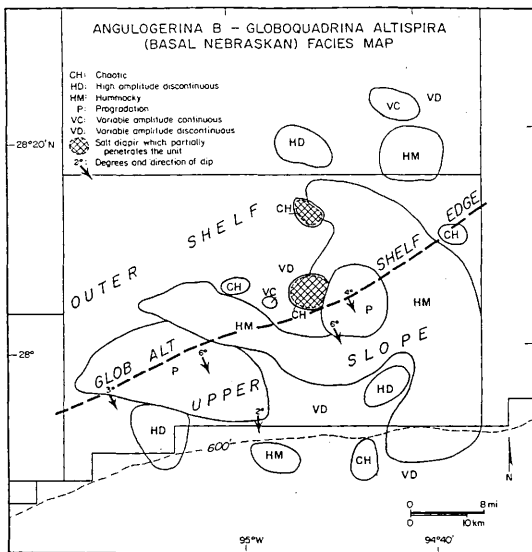 ANGULOGERINA B – GLOBOQUADRINA ALTISPIRA
(BASAL NEBRASKAN) FACIES MAP
CH: Chaotic
HD: High amplitude discontinuous
HM: Hummocky
P: Progradation
VC: Variable amplitude continuous
VD: Variable amplitude discontinuous
Salt diapir which partially
penetrates the unit
2°: Degrees and direction of dip
28°20'N
VC
VD
HD
HM
CH
OUTER SHELF
SHELF EDGE
CH
VD
CH
VC
4°
P
HM
CH
HM
6°
SLOPE
28°
GLOB ALT
6°
P
3°
UPPER
HD
2°
VD
HD
600'
HM
CH
VD
N
0 8 mi
0 10 km
95°W
94°40'